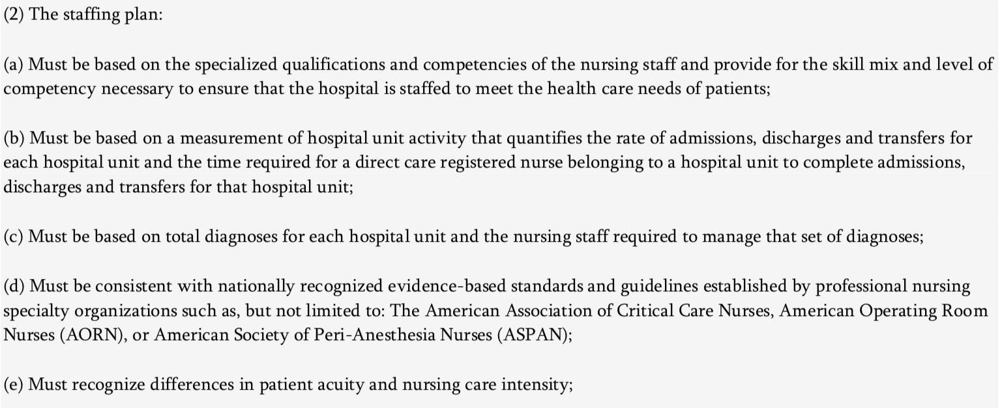 (2) The staffing plan:
(a) Must be based on the specialized qualifications and competencies of the nursing staff and provide for the skill mix and level of
competency necessary to ensure that the hospital is staffed to meet the health care needs of patients;
(b) Must be based on a measurement of hospital unit activity that quantifies the rate of admissions, discharges and transfers for
each hospital unit and the time required for a direct care registered nurse belonging to a hospital unit to complete admissions,
discharges and transfers for that hospital unit;
(c) Must be based on total diagnoses for each hospital unit and the nursing staff required to manage that set of diagnoses;
(d) Must be consistent with nationally recognized evidence-based standards and guidelines established by professional nursing
specialty organizations such as, but not limited to: The American Association of Critical Care Nurses, American Operating Room
Nurses (AORN), or American Society of Peri-Anesthesia Nurses (ASPAN);
(e) Must recognize differences in patient acuity and nursing care intensity;